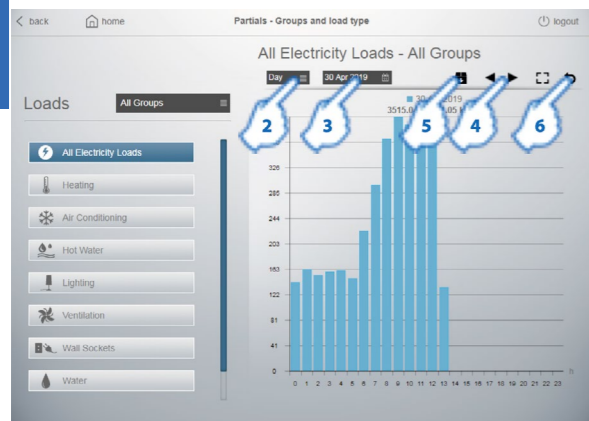 back
home
Partials - Groups and load type
logout
All Electricity Loads - All Groups
Day
30 Apr 2019
Loads
All Groups
2
3
5
4
6
All Electricity Loads
Heating
Air Conditioning
Hot Water
Lighting
Ventilation
Wall Sockets
Water
326
285
244
203
163
122
81
41
0
0 1 2 3 4 5 6 7 8 9 10 11 12 13 14 15 16 17 18 19 20 21 22 23
h